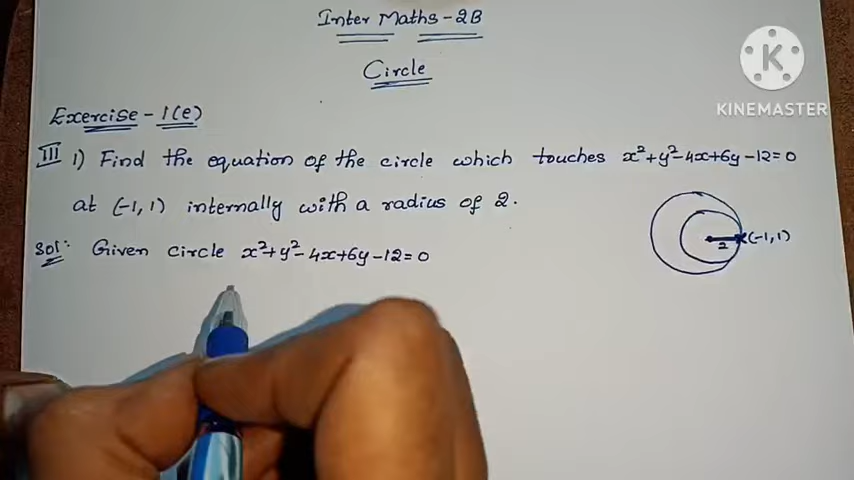 Inter Maths - 2B
Circle
K
KINEMASTER
Exercise - 1(e)
III 1) Find the equation of the circle which touches x²+y²-4x+6y-12=0
at (-1,1) internally with a radius of 2.
Sol: Given circle x²+y²-4x+6y-12=0
2
(-1,1)